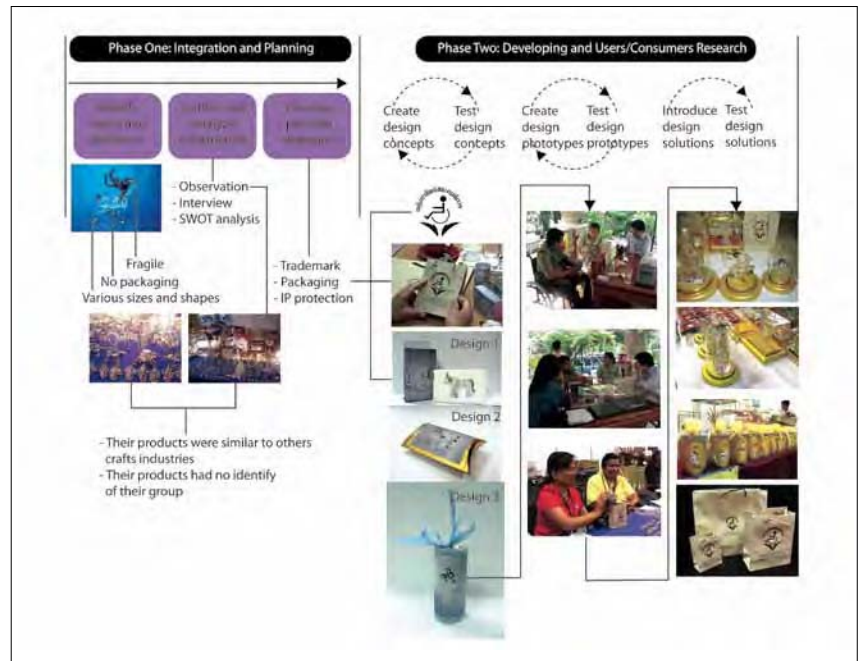 Phase One: Integration and Planning
- Observation
- Interview
- SWOT analysis
Fragile
No packaging
Various sizes and shapes
- Trademark
- Packaging
- IP protection
- Their products were similar to others
crafts industries
- Their products had no identify
of their group
Phase Two: Developing and Users/Consumers Research
Create
design
concepts
Test
design
contepts
Create
design
plototypes
Test
design
prototypes
Introduce
design
solutions
Test
design
solutions
Design 1
Design 2
Design 3